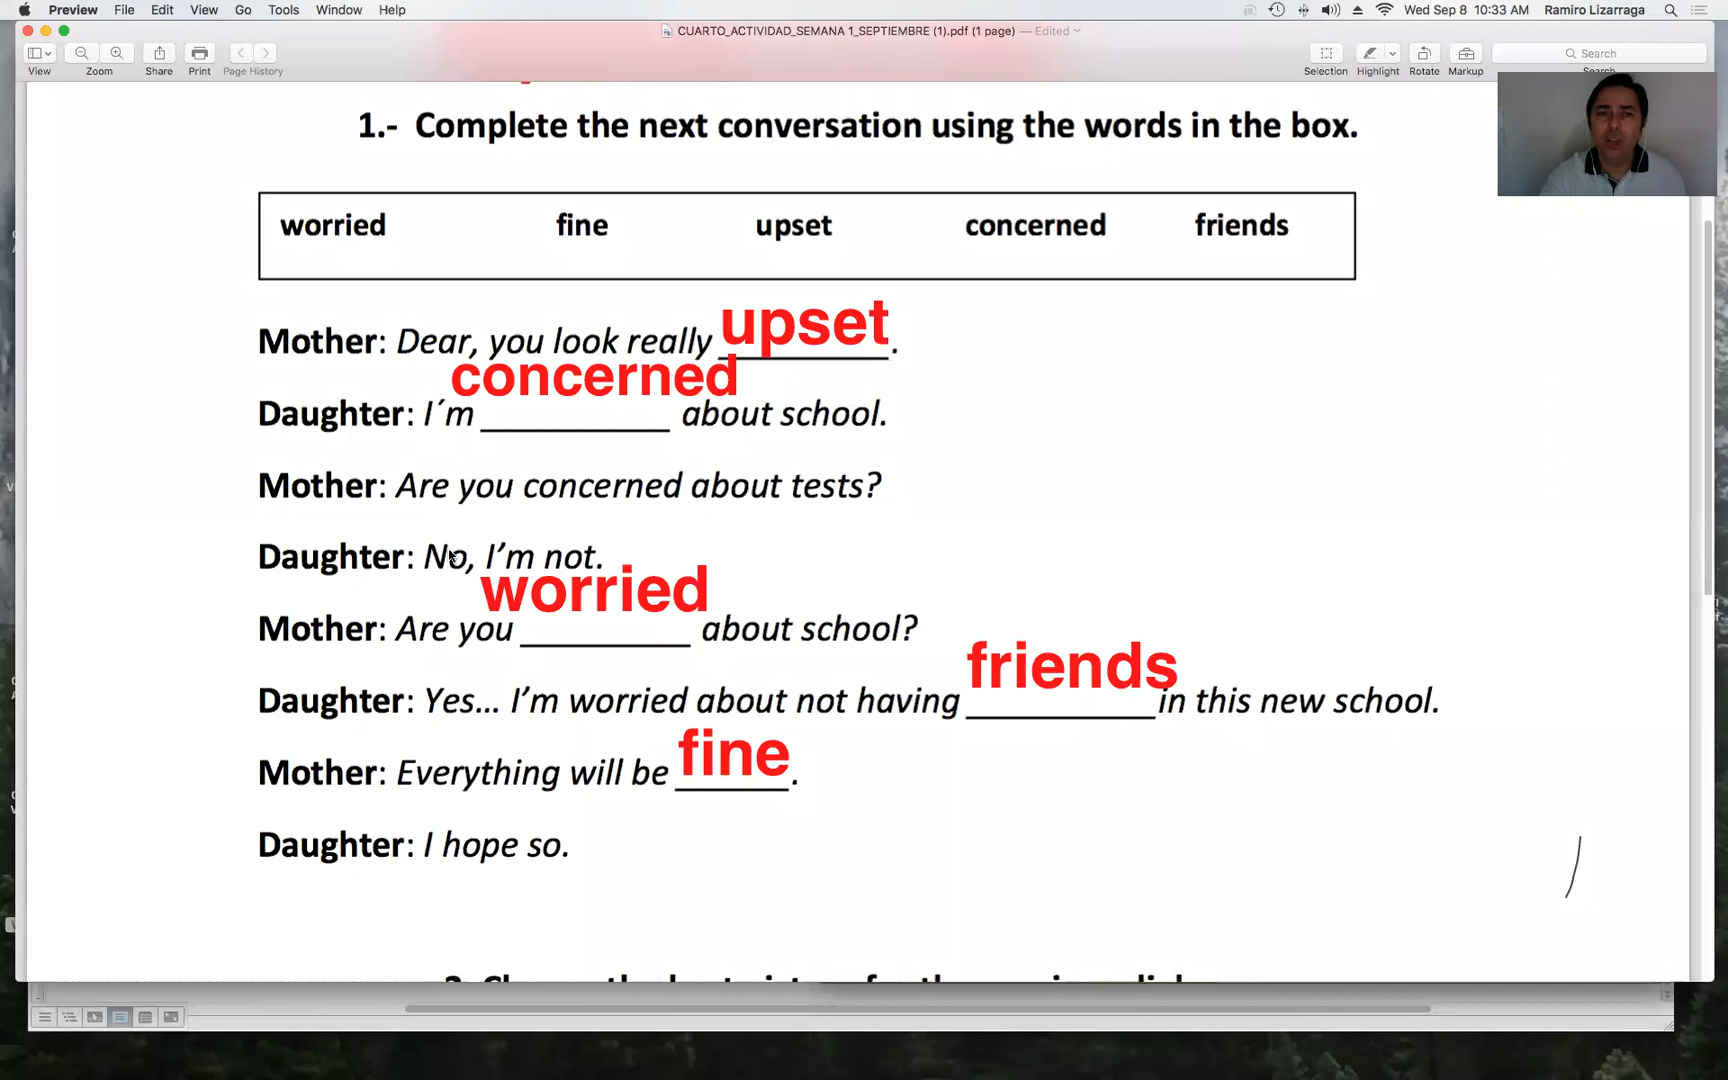 Preview File Edit View Go Tools Window Help Wed Sep 8 10:33 AM Ramiro Lizarraga
CUARTO_ACTIVIDAD_SEMANA 1_SEPTIEMBRE (1).pdf (1 page) — Edited
Search
View Zoom Share Print Page History Selection Highlight Rotate Markup Search
1.- Complete the next conversation using the words in the box.
worried fine upset concerned friends
Mother: Dear, you look really upset.
Daughter: I´m concerned about school.
Mother: Are you concerned about tests?
Daughter: No, I'm not.
Mother: Are you worried about school?
Daughter: Yes... I'm worried about not having friends in this new school.
Mother: Everything will be fine.
Daughter: I hope so.